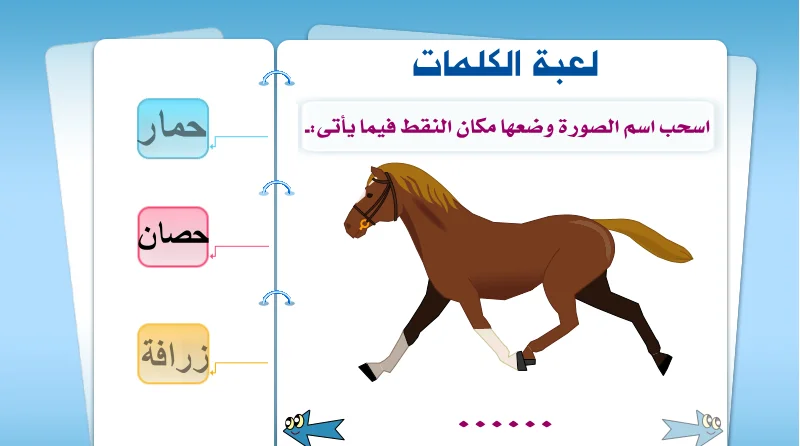 لعبة الكلمات
اسحب اسم الصورة وضعها مكان النقط فيما يأتى :ـ
حمار
حصان
زرافة